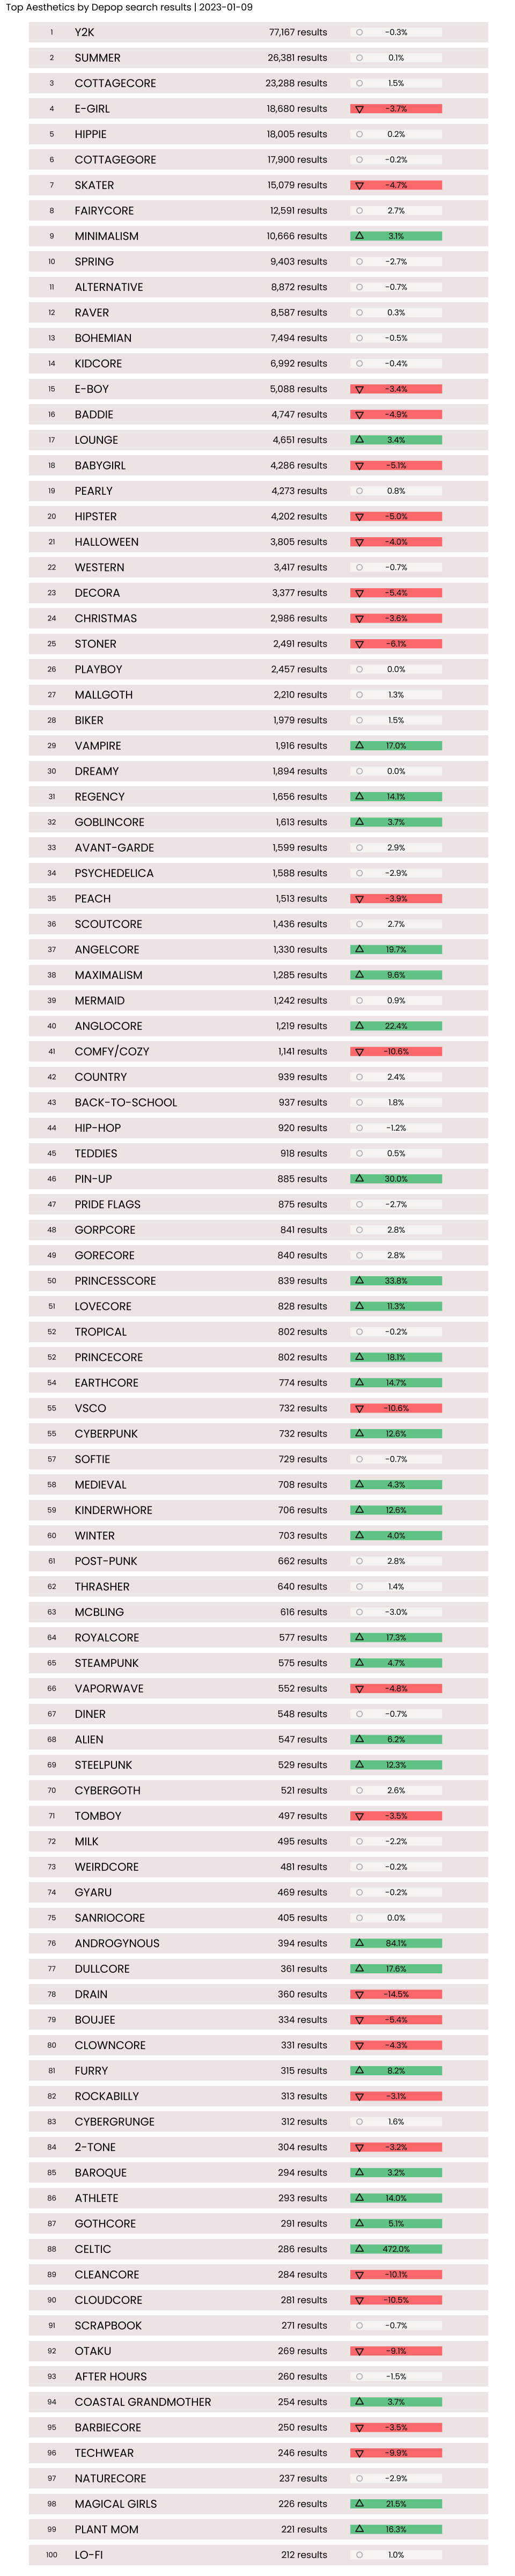 Top Aesthetics by Depop search results | 2023-01-09
1 Y2K 77,167 results -0.3%
2 SUMMER 26,381 results 0.1%
3 COTTAGECORE 23,288 results 1.5%
4 E-GIRL 18,680 results -3.7%
5 HIPPIE 18,005 results 0.2%
6 COTTAGEGORE 17,900 results -0.2%
7 SKATER 15,079 results -4.7%
8 FAIRYCORE 12,591 results 2.7%
9 MINIMALISM 10,666 results 3.1%
10 SPRING 9,403 results -2.7%
11 ALTERNATIVE 8,872 results -0.7%
12 RAVER 8,587 results 0.3%
13 BOHEMIAN 7,494 results -0.5%
14 KIDCORE 6,992 results -0.4%
15 E-BOY 5,088 results -3.4%
16 BADDIE 4,747 results -4.9%
17 LOUNGE 4,651 results 3.4%
18 BABYGIRL 4,286 results -5.1%
19 PEARLY 4,273 results 0.8%
20 HIPSTER 4,202 results -5.0%
21 HALLOWEEN 3,805 results -4.0%
22 WESTERN 3,417 results -0.7%
23 DECORA 3,377 results -5.4%
24 CHRISTMAS 2,986 results -3.6%
25 STONER 2,491 results -6.1%
26 PLAYBOY 2,457 results 0.0%
27 MALLGOTH 2,210 results 1.3%
28 BIKER 1,979 results 1.5%
29 VAMPIRE 1,916 results 17.0%
30 DREAMY 1,894 results 0.0%
31 REGENCY 1,656 results 14.1%
32 GOBLINCORE 1,613 results 3.7%
33 AVANT-GARDE 1,599 results 2.9%
34 PSYCHEDELICA 1,588 results -2.9%
35 PEACH 1,513 results -3.9%
36 SCOUTCORE 1,436 results 2.7%
37 ANGELCORE 1,330 results 19.7%
38 MAXIMALISM 1,285 results 9.6%
39 MERMAID 1,242 results 0.9%
40 ANGLOCORE 1,219 results 22.4%
41 COMFY/COZY 1,141 results -10.6%
42 COUNTRY 939 results 2.4%
43 BACK-TO-SCHOOL 937 results 1.8%
44 HIP-HOP 920 results -1.2%
45 TEDDIES 918 results 0.5%
46 PIN-UP 885 results 30.0%
47 PRIDE FLAGS 875 results -2.7%
48 GORPCORE 841 results 2.8%
49 GORECORE 840 results 2.8%
50 PRINCESSCORE 839 results 33.8%
51 LOVECORE 828 results 11.3%
52 TROPICAL 802 results -0.2%
52 PRINCECORE 802 results 18.1%
54 EARTHCORE 774 results 14.7%
55 VSCO 732 results -10.6%
55 CYBERPUNK 732 results 12.6%
57 SOFTIE 729 results -0.7%
58 MEDIEVAL 708 results 4.3%
59 KINDERWHORE 706 results 12.6%
60 WINTER 703 results 4.0%
61 POST-PUNK 662 results 2.8%
62 THRASHER 640 results 1.4%
63 MCBLING 616 results -3.0%
64 ROYALCORE 577 results 17.3%
65 STEAMPUNK 575 results 4.7%
66 VAPORWAVE 552 results -4.8%
67 DINER 548 results -0.7%
68 ALIEN 547 results 6.2%
69 STEELPUNK 529 results 12.3%
70 CYBERGOTH 521 results 2.6%
71 TOMBOY 497 results -3.5%
72 MILK 495 results -2.2%
73 WEIRDCORE 481 results -0.2%
74 GYARU 469 results -0.2%
75 SANRIOCORE 405 results 0.0%
76 ANDROGYNOUS 394 results 84.1%
77 DULLCORE 361 results 17.6%
78 DRAIN 360 results -14.5%
79 BOUJEE 334 results -5.4%
80 CLOWNCORE 331 results -4.3%
81 FURRY 315 results 8.2%
82 ROCKABILLY 313 results -3.1%
83 CYBERGRUNGE 312 results 1.6%
84 2-TONE 304 results -3.2%
85 BAROQUE 294 results 3.2%
86 ATHLETE 293 results 14.0%
87 GOTHCORE 291 results 5.1%
88 CELTIC 286 results 472.0%
89 CLEANCORE 284 results -10.1%
90 CLOUDCORE 281 results -10.5%
91 SCRAPBOOK 271 results -0.7%
92 OTAKU 269 results -9.1%
93 AFTER HOURS 260 results -1.5%
94 COASTAL GRANDMOTHER 254 results 3.7%
95 BARBIECORE 250 results -3.5%
96 TECHWEAR 246 results -9.9%
97 NATURECORE 237 results -2.9%
98 MAGICAL GIRLS 226 results 21.5%
99 PLANT MOM 221 results 16.3%
100 LO-FI 212 results 1.0%